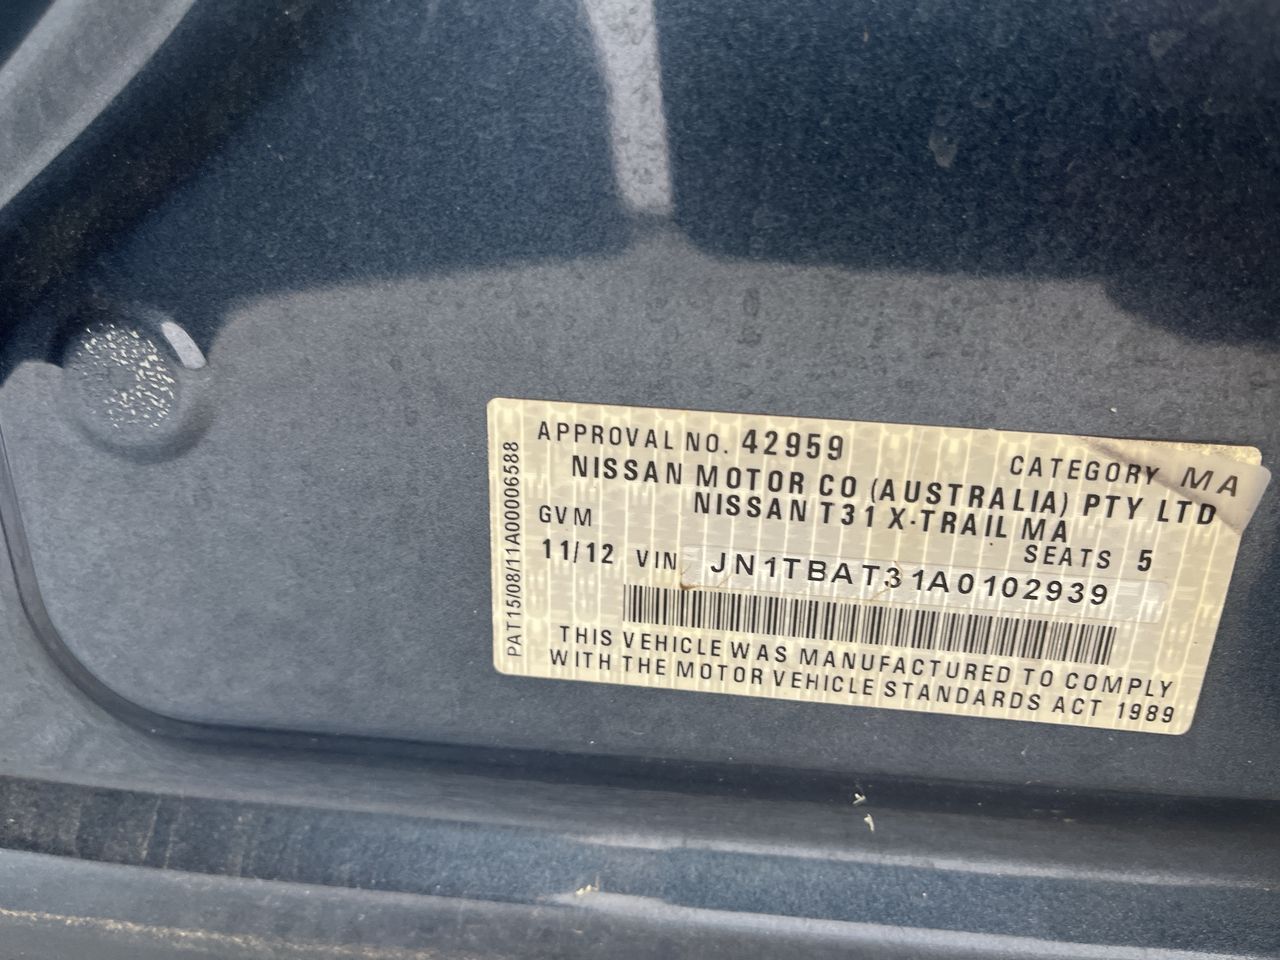 APPROVAL NO. 42959
CATEGORY MA
NISSAN MOTOR CO (AUSTRALIA) PTY LTD
NISSAN T31 X-TRAIL MA
GVM
SEATS 5
11/12 VIN JN1TBAT31A0102939
THIS VEHICLE WAS MANUFACTURED TO COMPLY
WITH THE MOTOR VEHICLE STANDARDS ACT 1989
PAT15/08/11A00006588